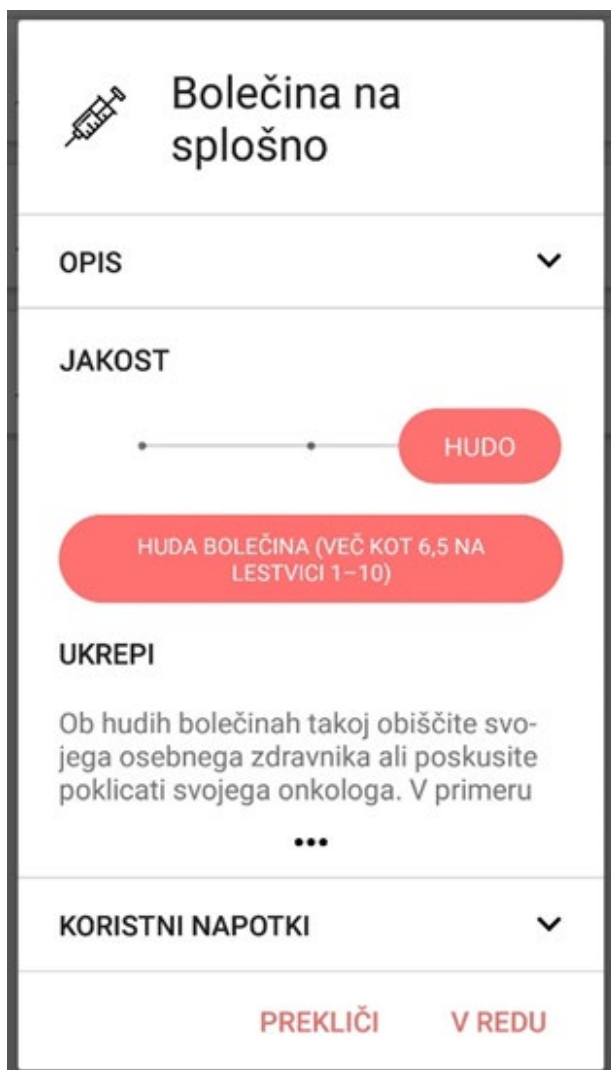 Bolečina na
splošno
OPIS
JAKOST
HUDO
HUDA BOLEČINA (VEČ KOT 6,5 NA
LESTVICI 1–10)
UKREPI
Ob hudih bolečinah takoj obiščite svo-
jega osebnega zdravnika ali poskusite
poklicati svojega onkologa. V primeru
•••
KORISTNI NAPOTKI
PREKLIČI V REDU